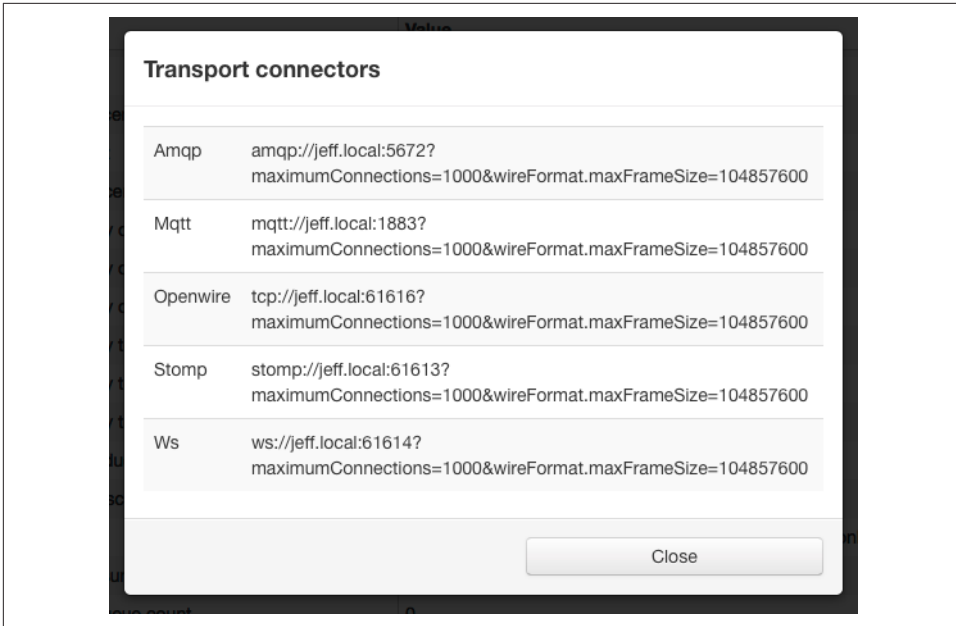 Value
Transport connectors
Amqp amqp://jeff.local:5672?
maximumConnections=1000&wireFormat.maxFrameSize=104857600
Mqtt mqtt://jeff.local:1883?
maximumConnections=1000&wireFormat.maxFrameSize=104857600
Openwire tcp://jeff.local:61616?
maximumConnections=1000&wireFormat.maxFrameSize=104857600
Stomp stomp://jeff.local:61613?
maximumConnections=1000&wireFormat.maxFrameSize=104857600
Ws ws://jeff.local:61614?
maximumConnections=1000&wireFormat.maxFrameSize=104857600
Close